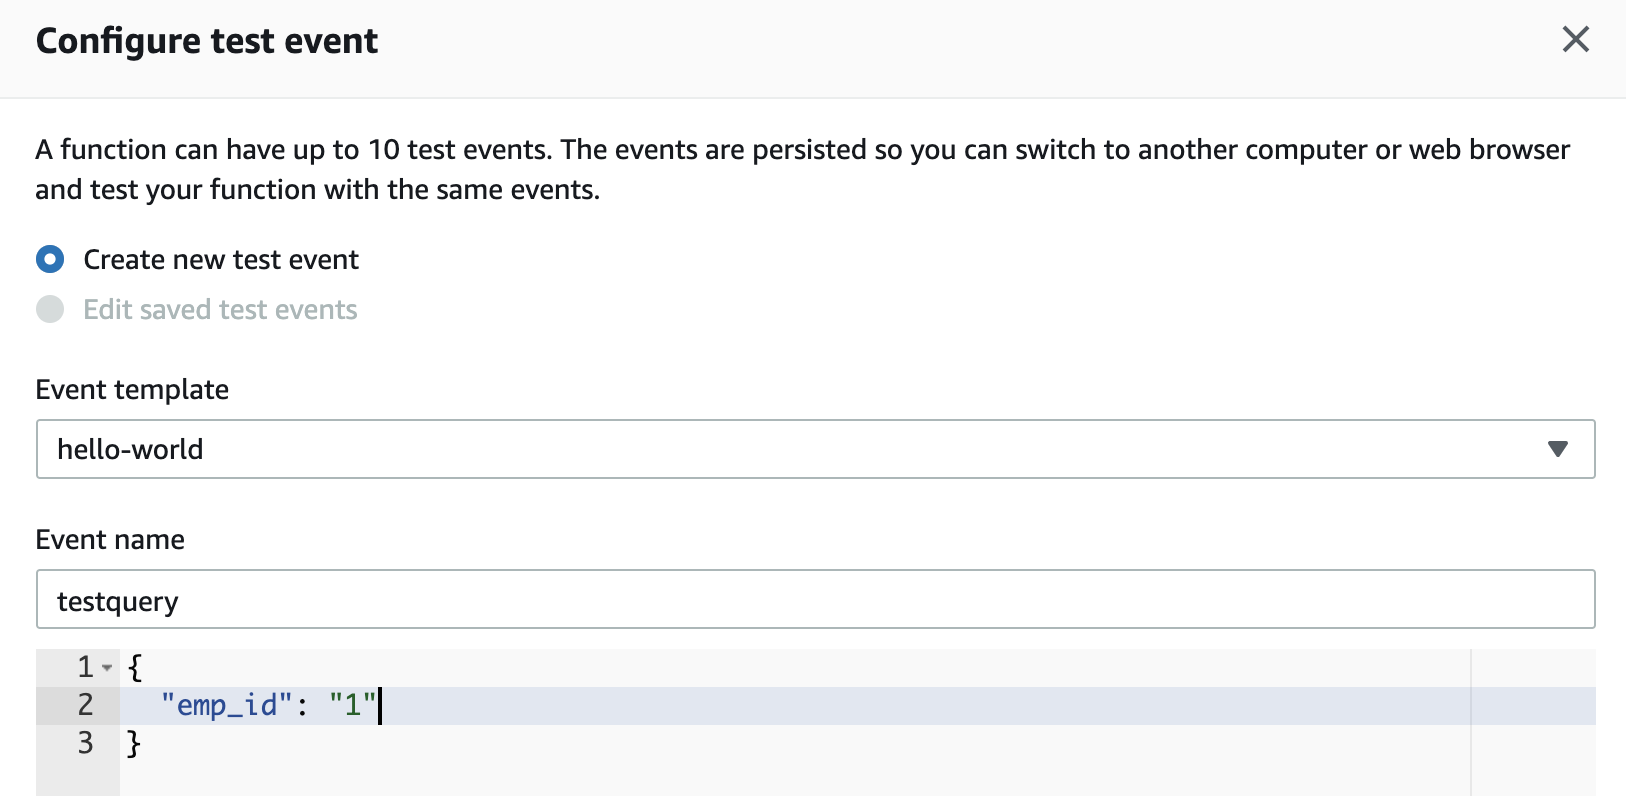 Configure test event
A function can have up to 10 test events. The events are persisted so you can switch to another computer or web browser
and test your function with the same events.
Create new test event
Edit saved test events
Event template
hello-world
Event name
testquery
1 {
2 "emp_id": "1"
3 }